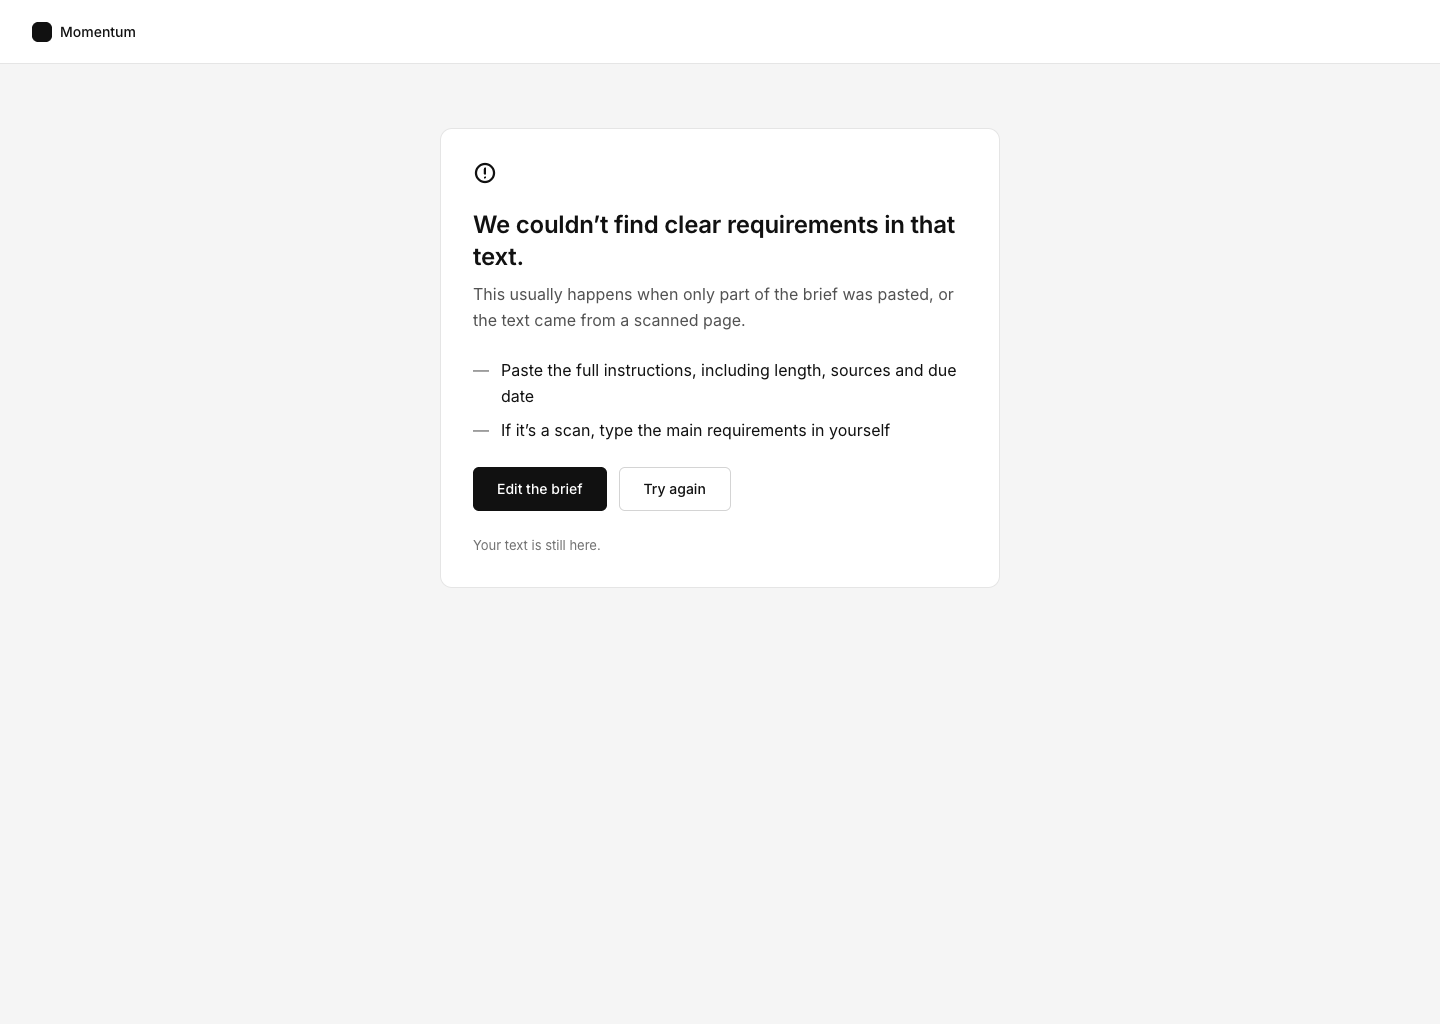 Momentum
We couldn’t find clear requirements in that
text.
This usually happens when only part of the brief was pasted, or
the text came from a scanned page.
— Paste the full instructions, including length, sources and due
date
— If it’s a scan, type the main requirements in yourself
Edit the brief
Try again
Your text is still here.